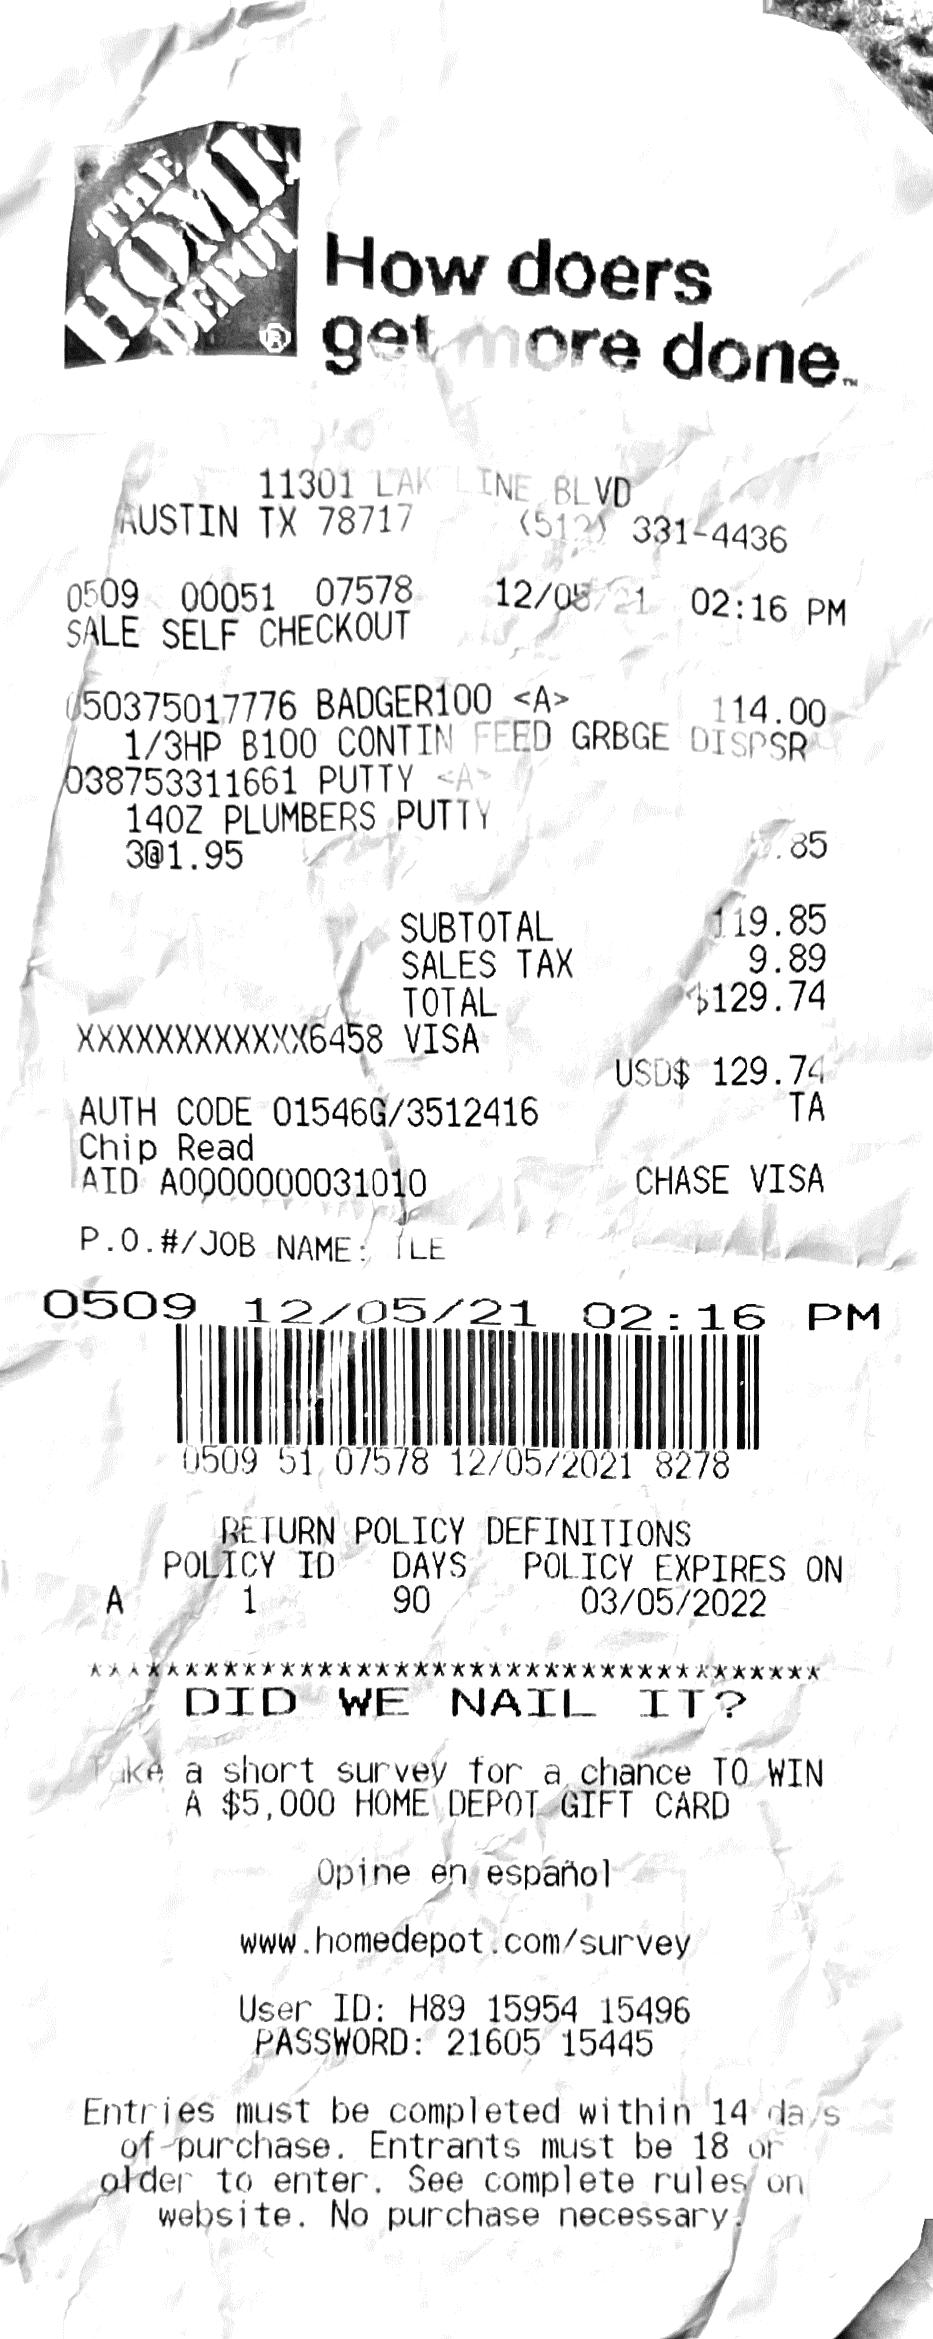 THE
HOME
DEPOT
®
How doers
get more done.™
11301 LAKELINE BLVD
AUSTIN TX 78717 (512) 331-4436
0509 00051 07578 12/05/21 02:16 PM
SALE SELF CHECKOUT
050375017776 BADGER100 <A> 114.00
1/3HP B100 CONTIN FEED GRBGE DISPSR
038753311661 PUTTY <A>
14OZ PLUMBERS PUTTY
3@1.95 5.85
SUBTOTAL 119.85
SALES TAX 9.89
TOTAL $129.74
XXXXXXXXXXXX6458 VISA
USD$ 129.74
AUTH CODE 01546G/3512416 TA
Chip Read
AID A0000000031010 CHASE VISA
P.O.#/JOB NAME: ILE
0509 12/05/21 02:16 PM
0509 51 07578 12/05/2021 8278
RETURN POLICY DEFINITIONS
POLICY ID DAYS POLICY EXPIRES ON
A 1 90 03/05/2022
***************************************
DID WE NAIL IT?
Take a short survey for a chance TO WIN
A $5,000 HOME DEPOT GIFT CARD
Opine en español
www.homedepot.com/survey
User ID: H89 15954 15496
PASSWORD: 21605 15445
Entries must be completed within 14 days
of purchase. Entrants must be 18 or
older to enter. See complete rules on
website. No purchase necessary.